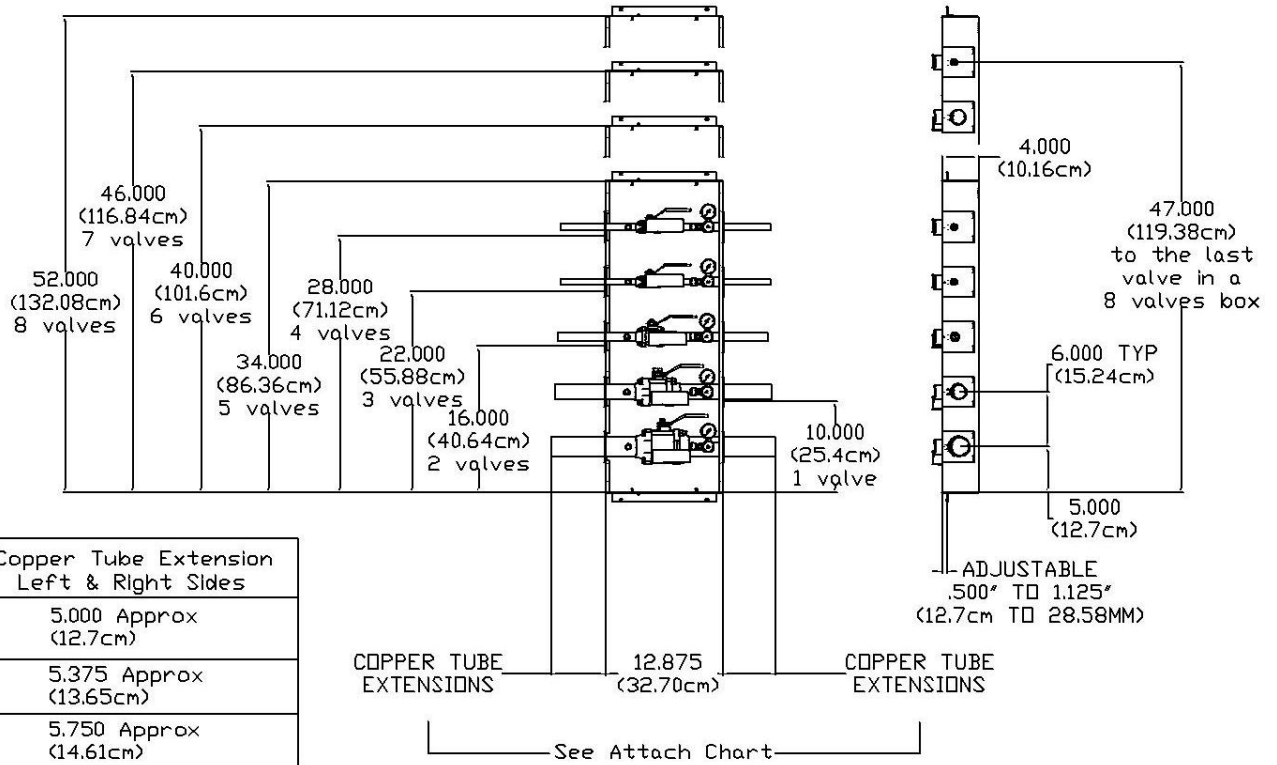 46.000
(116.84cm)
7 valves
52.000
(132.08cm)
8 valves
40.000
(101.6cm)
6 valves
34.000
(86.36cm)
5 valves
28.000
(71.12cm)
4 valves
22.000
(55.88cm)
3 valves
16.000
(40.64cm)
2 valves
10.000
(25.4cm)
1 valve
4.000
(10.16cm)
47.000
(119.38cm)
to the last
valve in a
8 valves box
6.000 TYP
(15.24cm)
5.000
(12.7cm)
ADJUSTABLE
.500" TO 1.125"
(12.7cm TO 28.58MM)
COPPER TUBE
EXTENSIONS
12.875
(32.70cm)
COPPER TUBE
EXTENSIONS
See Attach Chart
Copper Tube Extension
Left & Right Sides
5.000 Approx
(12.7cm)
5.375 Approx
(13.65cm)
5.750 Approx
(14.61cm)